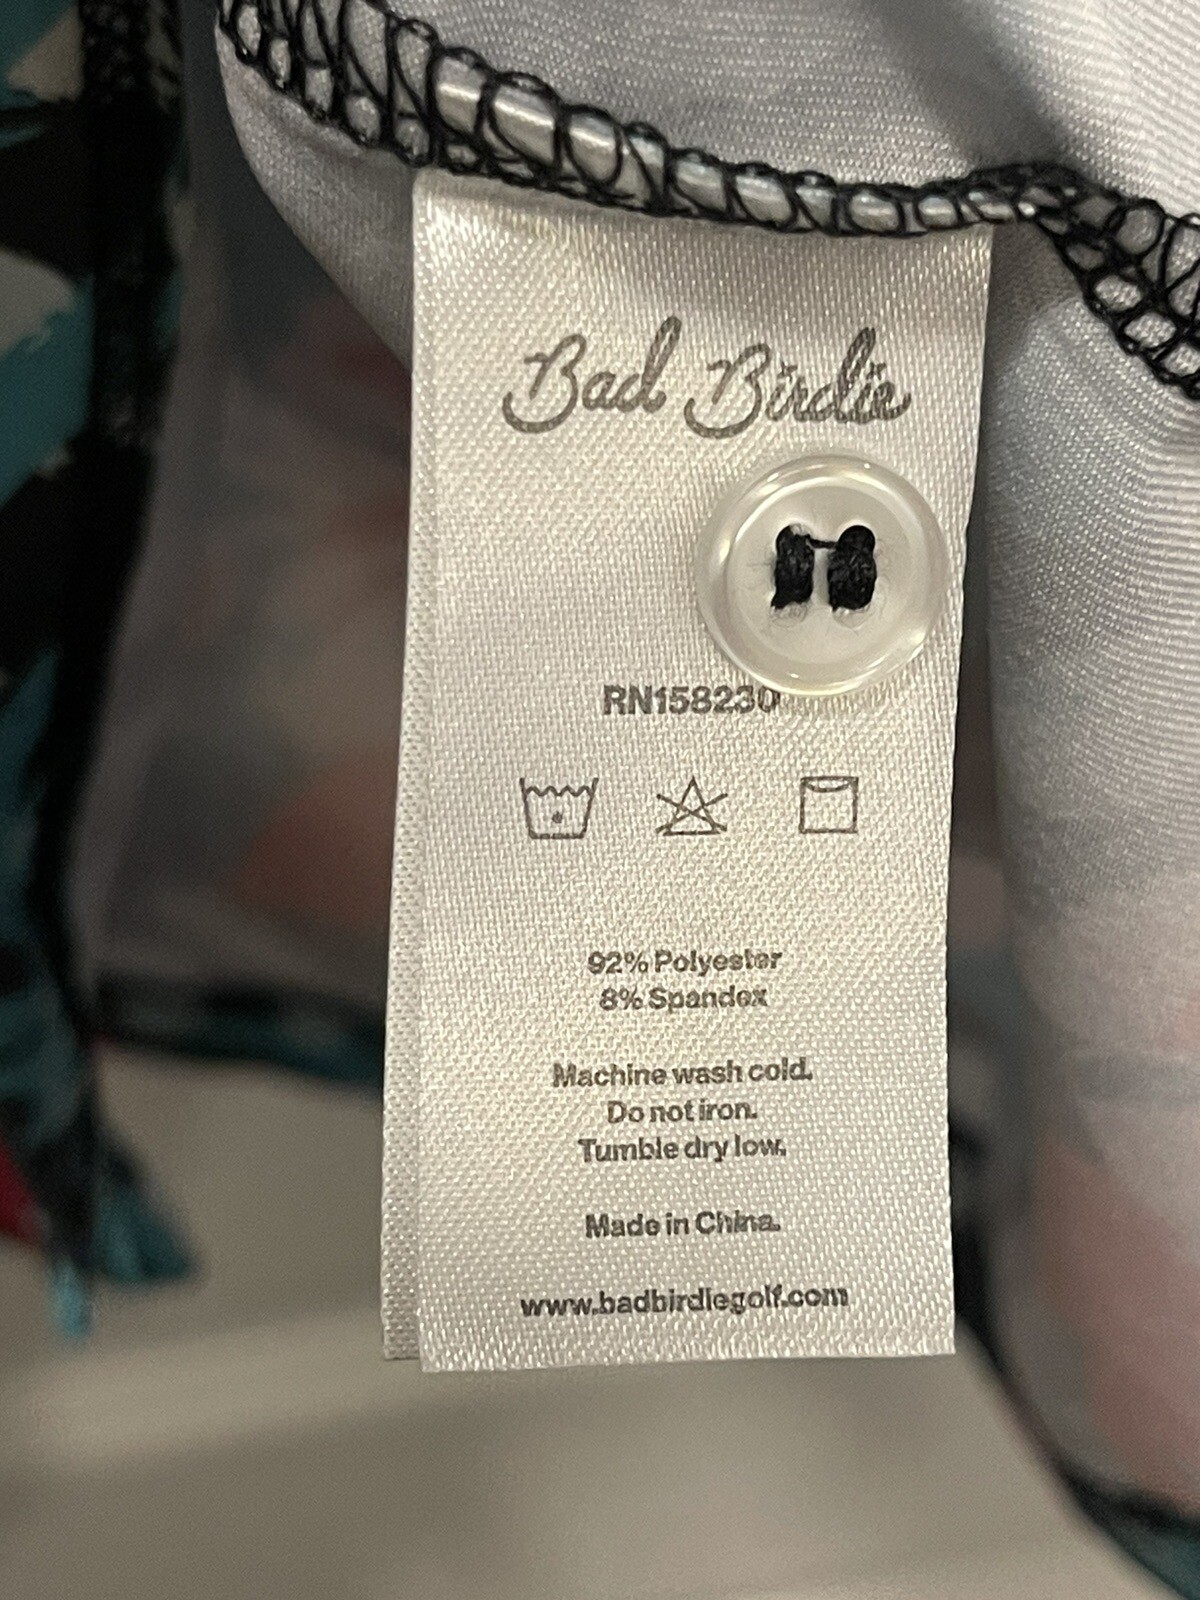 Bad Birdie
RN158230
92% Polyester
8% Spandex
Machine wash cold.
Do not iron.
Tumble dry low.
Made in China.
www.badbirdiegolf.com